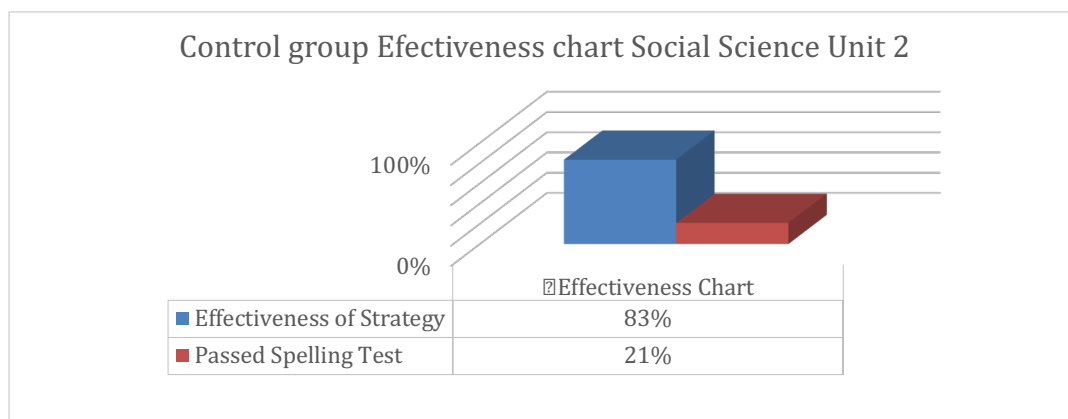 Control group Efectiveness chart Social Science Unit 2
100%
0%
⍰Effectiveness Chart
Effectiveness of Strategy 83%
Passed Spelling Test 21%